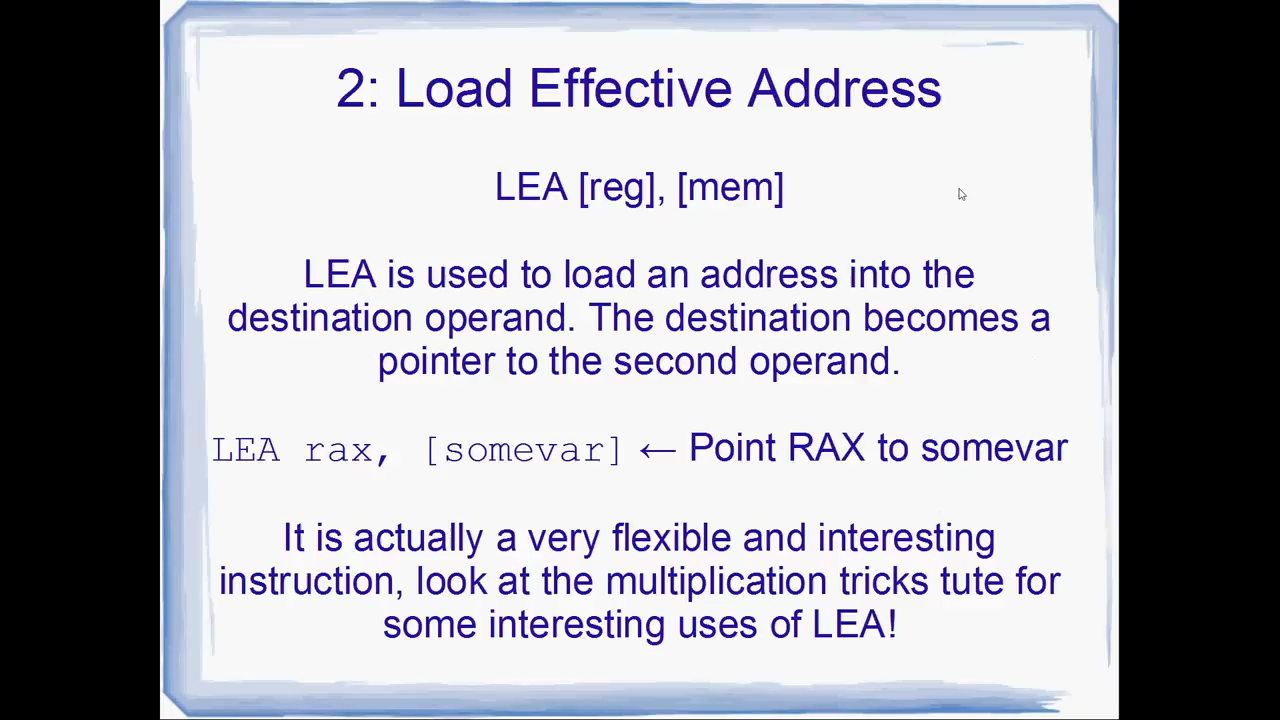 2: Load Effective Address
LEA [reg], [mem]
LEA is used to load an address into the
destination operand. The destination becomes a
pointer to the second operand.
LEA rax, [somevar] ← Point RAX to somevar
It is actually a very flexible and interesting
instruction, look at the multiplication tricks tute for
some interesting uses of LEA!